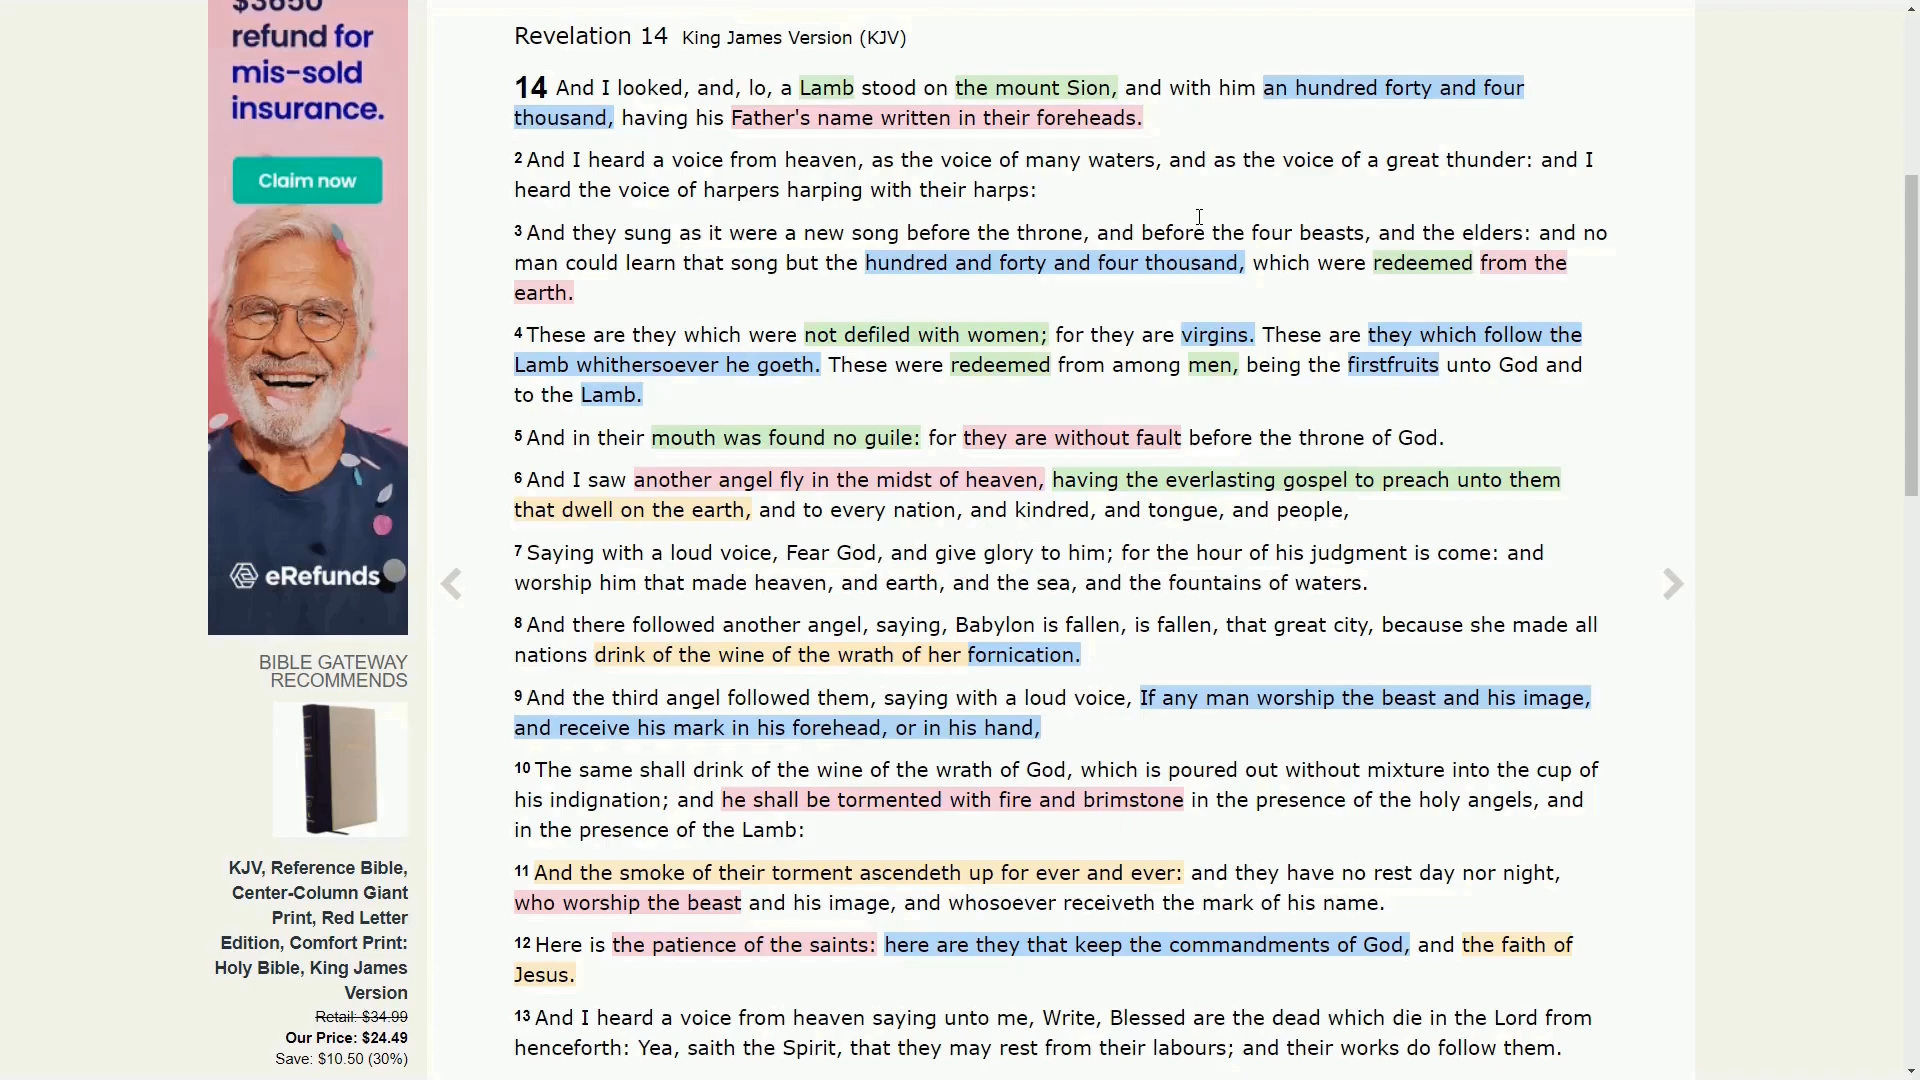 $3650
refund for
mis-sold
insurance.
Claim now
eRefunds
BIBLE GATEWAY
RECOMMENDS
KJV, Reference Bible,
Center-Column Giant
Print, Red Letter
Edition, Comfort Print:
Holy Bible, King James
Version
Retail: $34.99
Our Price: $24.49
Save: $10.50 (30%)
Revelation 14 King James Version (KJV)
14 And I looked, and, lo, a Lamb stood on the mount Sion, and with him an hundred forty and four
thousand, having his Father's name written in their foreheads.
2 And I heard a voice from heaven, as the voice of many waters, and as the voice of a great thunder: and I
heard the voice of harpers harping with their harps:
3 And they sung as it were a new song before the throne, and before the four beasts, and the elders: and no
man could learn that song but the hundred and forty and four thousand, which were redeemed from the
earth.
4 These are they which were not defiled with women; for they are virgins. These are they which follow the
Lamb whithersoever he goeth. These were redeemed from among men, being the firstfruits unto God and
to the Lamb.
5 And in their mouth was found no guile: for they are without fault before the throne of God.
6 And I saw another angel fly in the midst of heaven, having the everlasting gospel to preach unto them
that dwell on the earth, and to every nation, and kindred, and tongue, and people,
7 Saying with a loud voice, Fear God, and give glory to him; for the hour of his judgment is come: and
worship him that made heaven, and earth, and the sea, and the fountains of waters.
8 And there followed another angel, saying, Babylon is fallen, is fallen, that great city, because she made all
nations drink of the wine of the wrath of her fornication.
9 And the third angel followed them, saying with a loud voice, If any man worship the beast and his image,
and receive his mark in his forehead, or in his hand,
10 The same shall drink of the wine of the wrath of God, which is poured out without mixture into the cup of
his indignation; and he shall be tormented with fire and brimstone in the presence of the holy angels, and
in the presence of the Lamb:
11 And the smoke of their torment ascendeth up for ever and ever: and they have no rest day nor night,
who worship the beast and his image, and whosoever receiveth the mark of his name.
12 Here is the patience of the saints: here are they that keep the commandments of God, and the faith of
Jesus.
13 And I heard a voice from heaven saying unto me, Write, Blessed are the dead which die in the Lord from
henceforth: Yea, saith the Spirit, that they may rest from their labours; and their works do follow them.